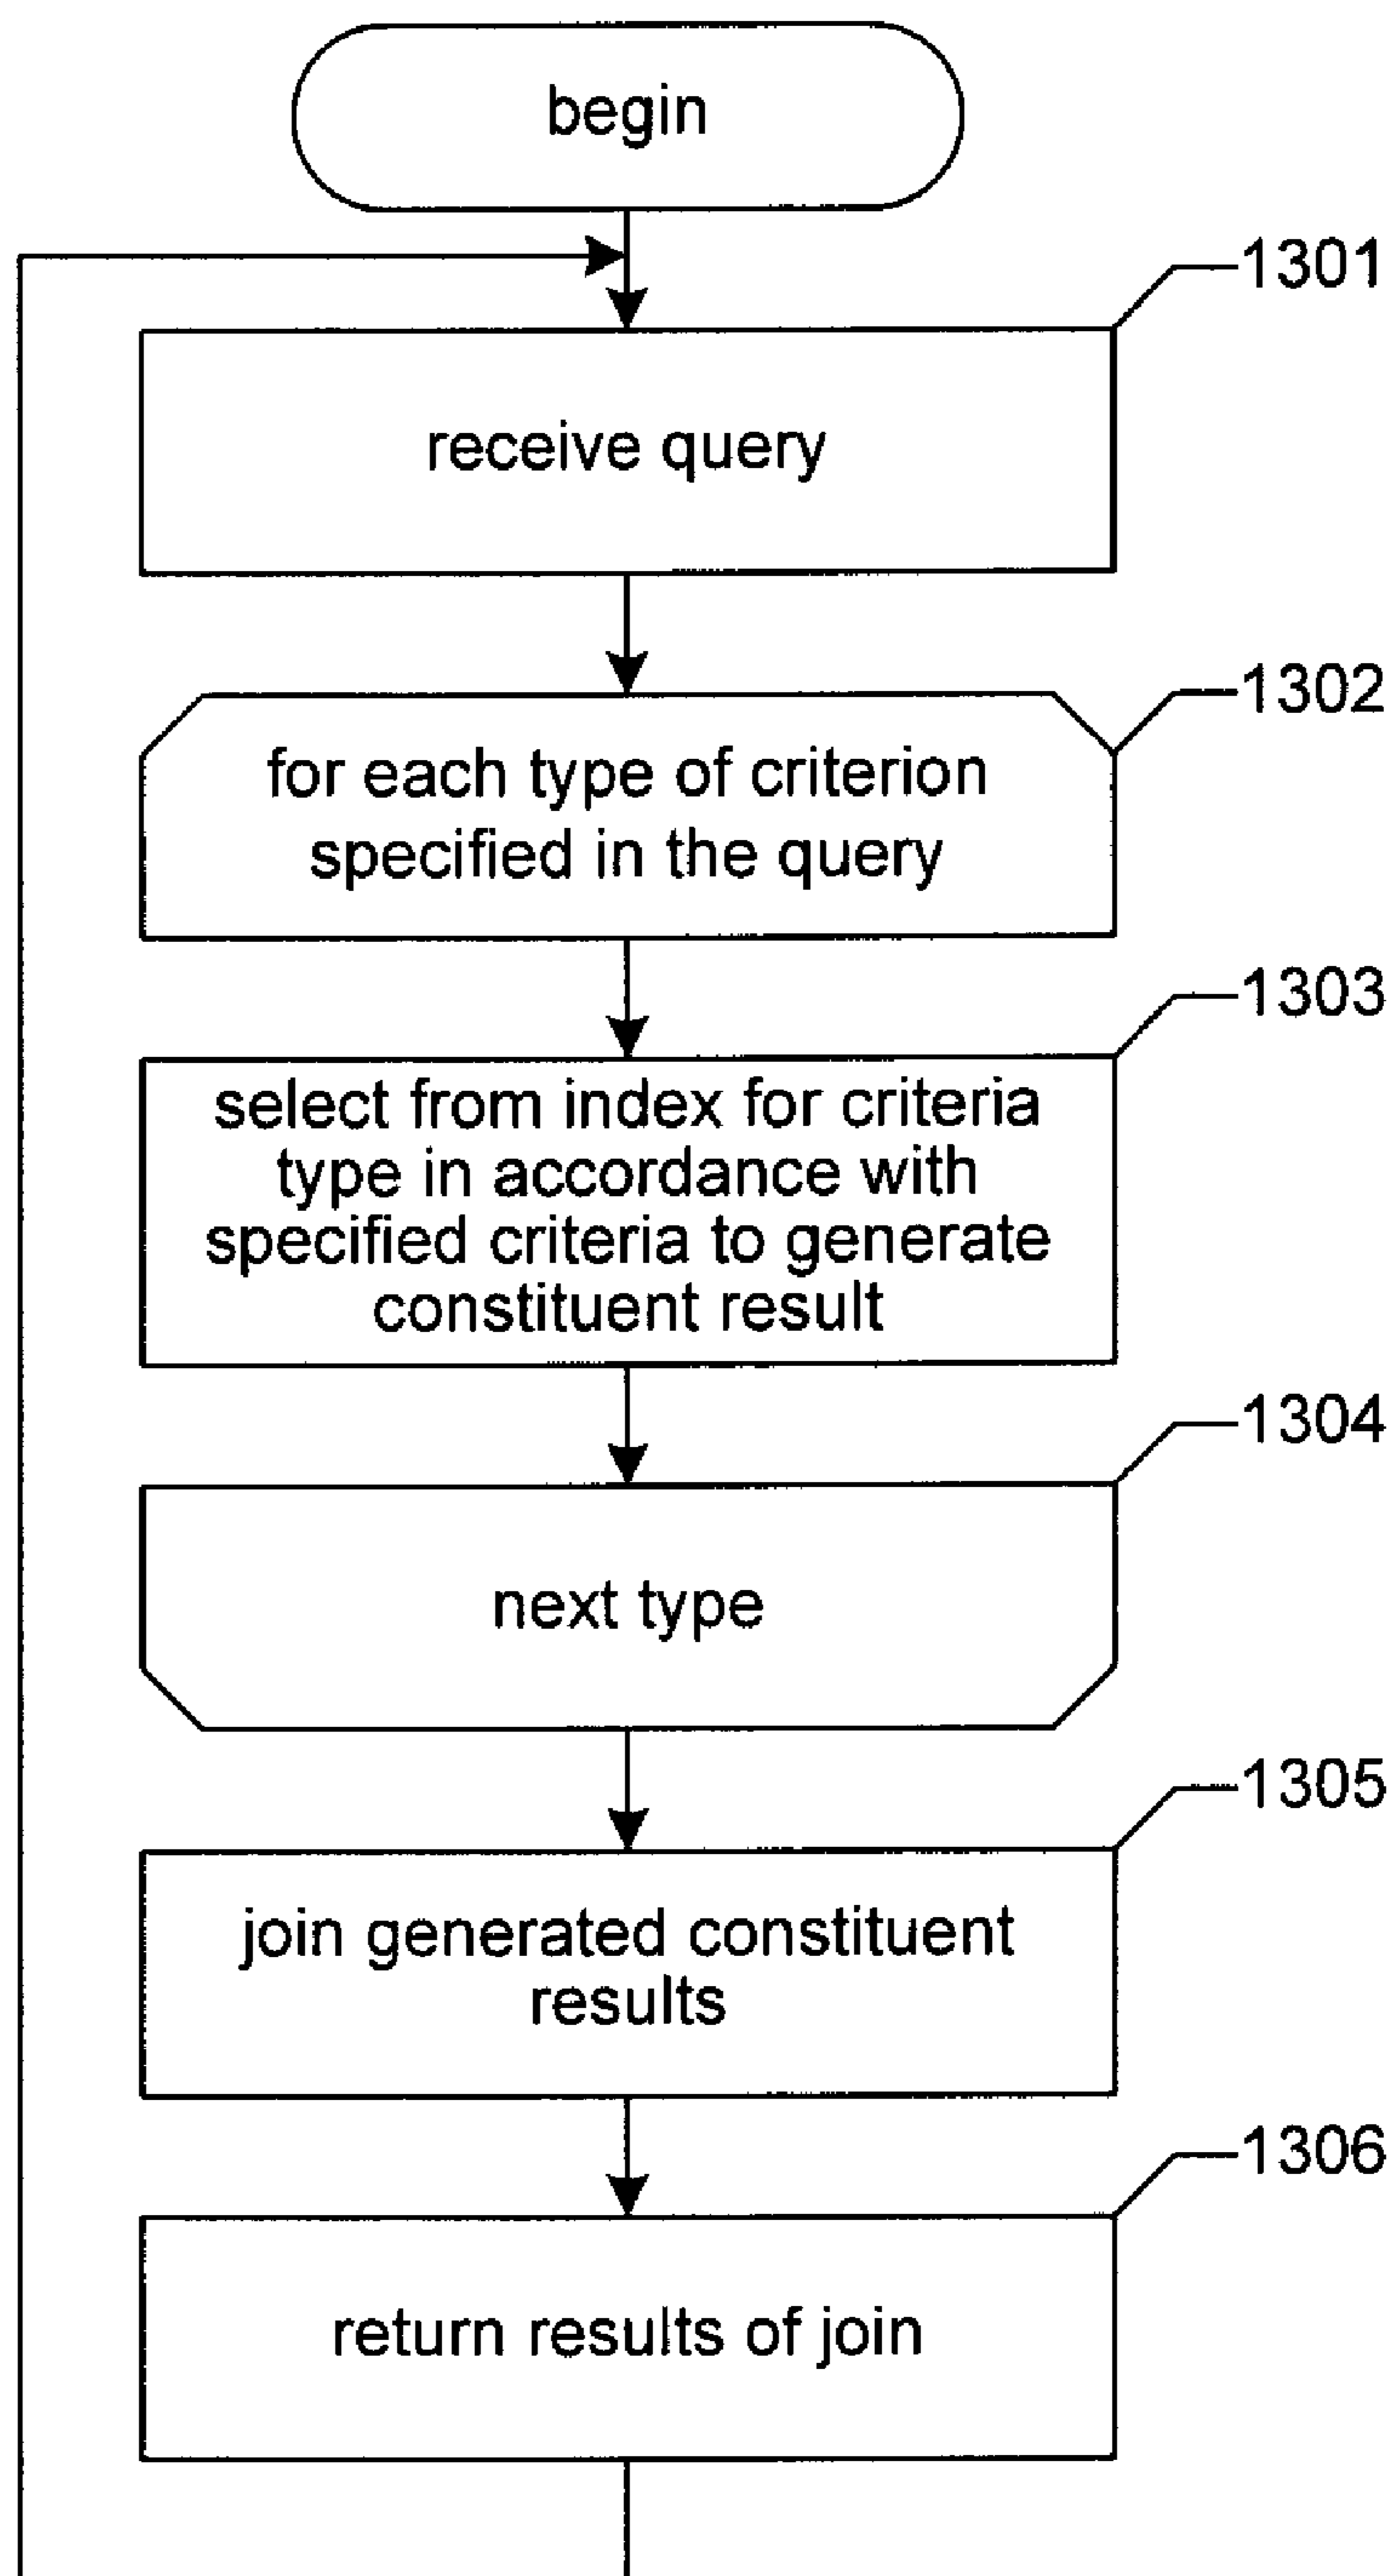 begin
1301
receive query
1302
for each type of criterion
specified in the query
1303
select from index for criteria
type in accordance with
specified criteria to generate
constituent result
1304
next type
1305
join generated constituent
results
1306
return results of join